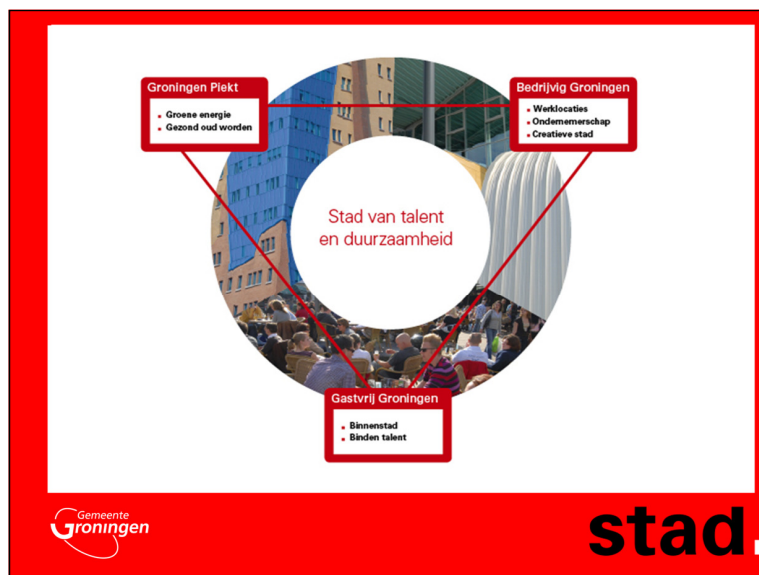 Groningen Piekt
Groene energie
Gezond oud worden
Bedrijvig Groningen
Werklocaties
Ondernemerschap
Creatieve stad
Stad van talent
en duurzaamheid
Gastvrij Groningen
Binnenstad
Binden talent
Gemeente
Groningen
stad.